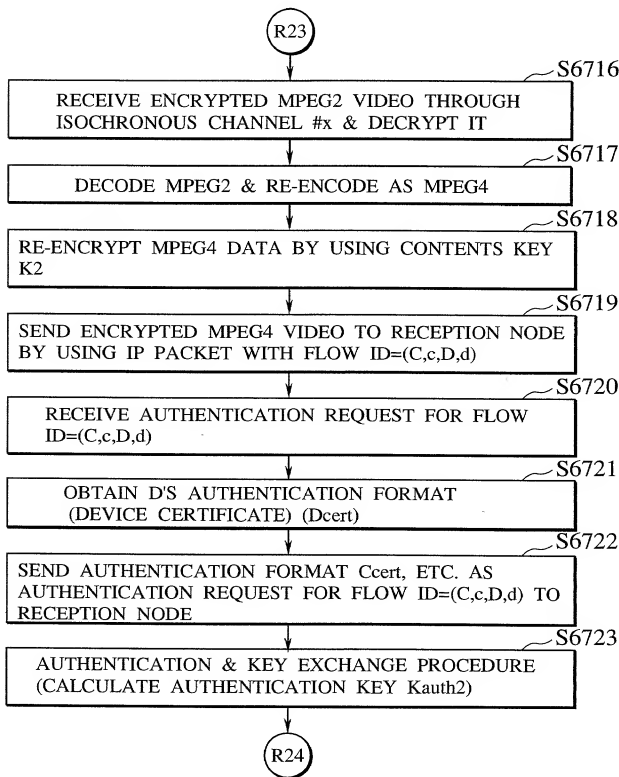 R23
S6716
RECEIVE ENCRYPTED MPEG2 VIDEO THROUGH
ISOCHRONOUS CHANNEL #x & DECRYPT IT
S6717
DECODE MPEG2 & RE-ENCODE AS MPEG4
S6718
RE-ENCRYPT MPEG4 DATA BY USING CONTENTS KEY
K2
S6719
SEND ENCRYPTED MPEG4 VIDEO TO RECEPTION NODE
BY USING IP PACKET WITH FLOW ID=(C,c,D,d)
S6720
RECEIVE AUTHENTICATION REQUEST FOR FLOW
ID=(C,c,D,d)
S6721
OBTAIN D'S AUTHENTICATION FORMAT
(DEVICE CERTIFICATE) (Dcert)
S6722
SEND AUTHENTICATION FORMAT Ccert, ETC. AS
AUTHENTICATION REQUEST FOR FLOW ID=(C,c,D,d) TO
RECEPTION NODE
S6723
AUTHENTICATION & KEY EXCHANGE PROCEDURE
(CALCULATE AUTHENTICATION KEY Kauth2)
R24